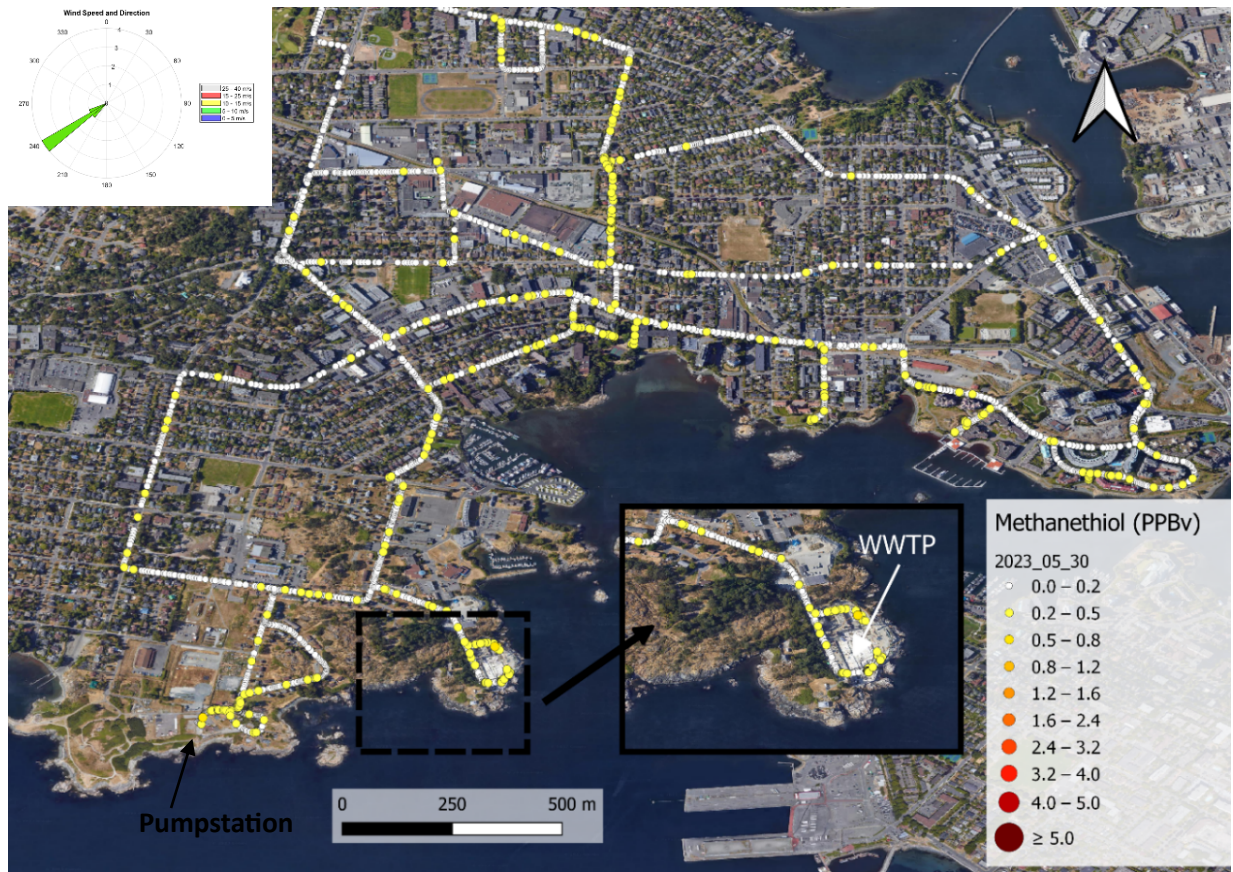 Wind Speed and Direction
0
330
30
300
60
270
90
240
120
210
150
180
4
3
2
1
0
25 - 40 m/s
15 - 25 m/s
10 - 15 m/s
5 - 10 m/s
0 - 5 m/s
WWTP
Methanethiol (PPBv)
2023_05_30
0.0 – 0.2
0.2 – 0.5
0.5 – 0.8
0.8 – 1.2
1.2 – 1.6
1.6 – 2.4
2.4 – 3.2
3.2 – 4.0
4.0 – 5.0
≥ 5.0
0 250 500 m
Pumpstation